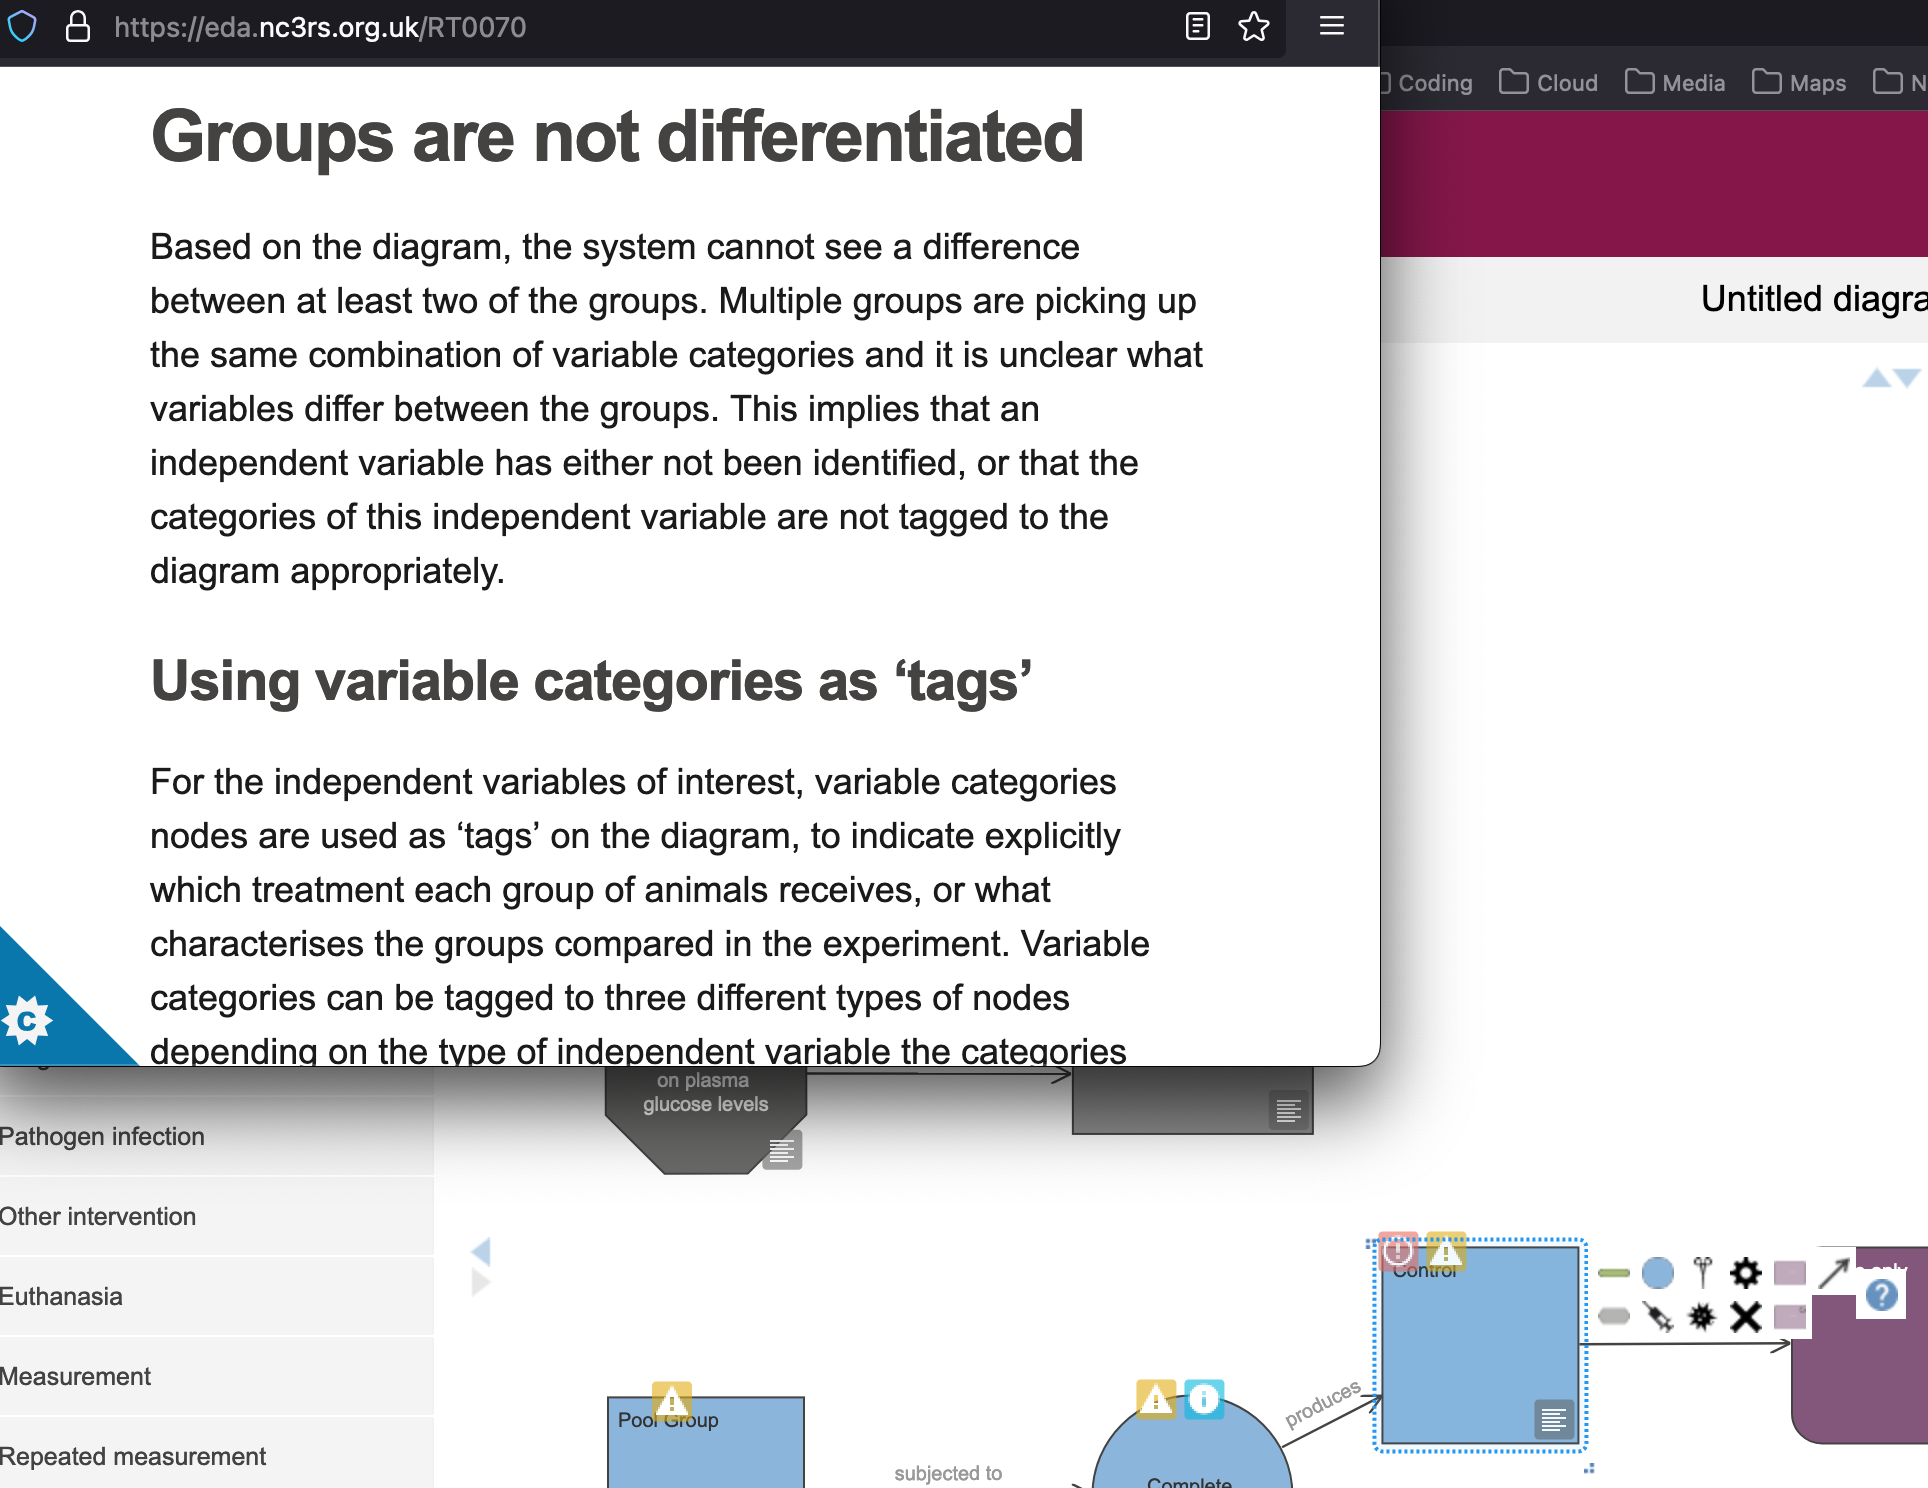 https://eda.nc3rs.org.uk/RT0070
Coding
Cloud
Media
Maps
N
Groups are not differentiated
Based on the diagram, the system cannot see a difference
between at least two of the groups. Multiple groups are picking up
the same combination of variable categories and it is unclear what
variables differ between the groups. This implies that an
independent variable has either not been identified, or that the
categories of this independent variable are not tagged to the
diagram appropriately.
Using variable categories as ‘tags’
For the independent variables of interest, variable categories
nodes are used as ‘tags’ on the diagram, to indicate explicitly
which treatment each group of animals receives, or what
characterises the groups compared in the experiment. Variable
categories can be tagged to three different types of nodes
depending on the type of independent variable the categories
C
Untitled diagra
on plasma
glucose levels
Pathogen infection
Other intervention
Euthanasia
Measurement
Repeated measurement
Control
only
?
produces
Pool Group
subjected to
Complete